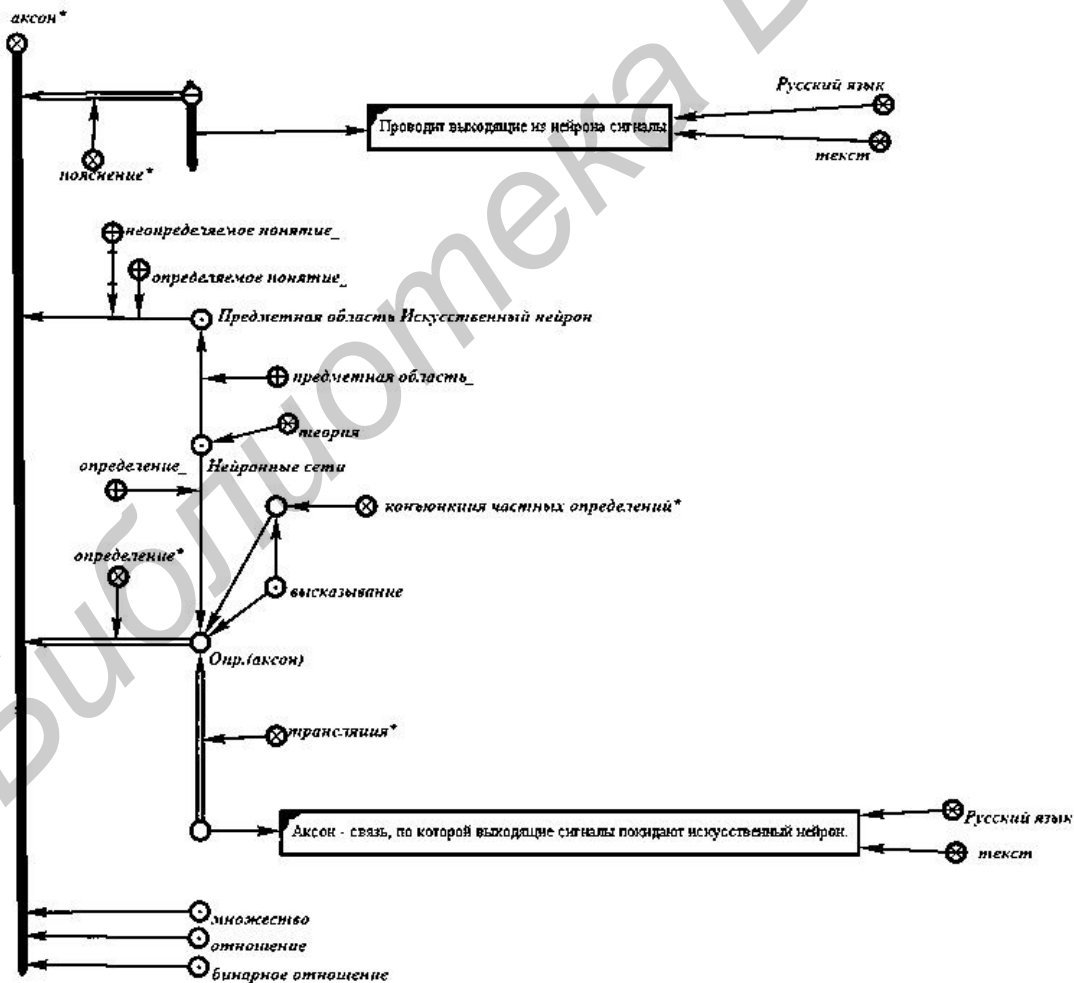 аксон*
Русский язык
Проводит выходящие из нейрона сигналы
текст
пояснение*
неопределяемое понятие_
определяемое понятие_
Предметная область Искусственный нейрон
предметная область_
теория
определение_
Нейронные сети
конъюнкция частных определений*
определение*
высказывание
Опр.(аксон)
трансляция*
Аксон - связь, по которой выходящие сигналы покидают искусственный нейрон.
Русский язык
текст
множество
отношение
бинарное отношение
Библиотека